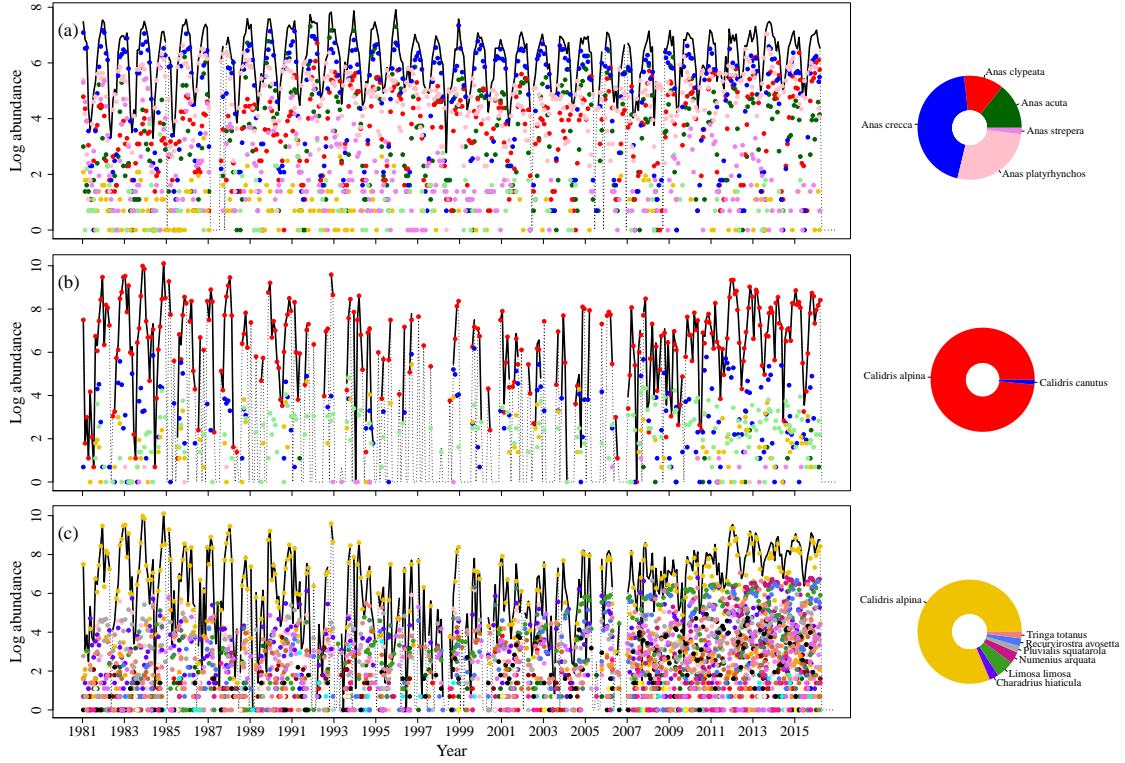 (a)
Log abundance
8
6
4
2
0
Anas clypeata
Anas acuta
Anas crecca
Anas strepera
Anas platyrhynchos
(b)
Log abundance
10
8
6
4
2
0
Calidris alpina
Calidris canutus
(c)
Log abundance
10
8
6
4
2
0
Calidris alpina
Tringa totanus
Recurvirostra avosetta
Pluvialis squatarola
Numenius arquata
Limosa limosa
Charadrius hiaticula
1981 1983 1985 1987 1989 1991 1993 1995 1997 1999 2001 2003 2005 2007 2009 2011 2013 2015
Year